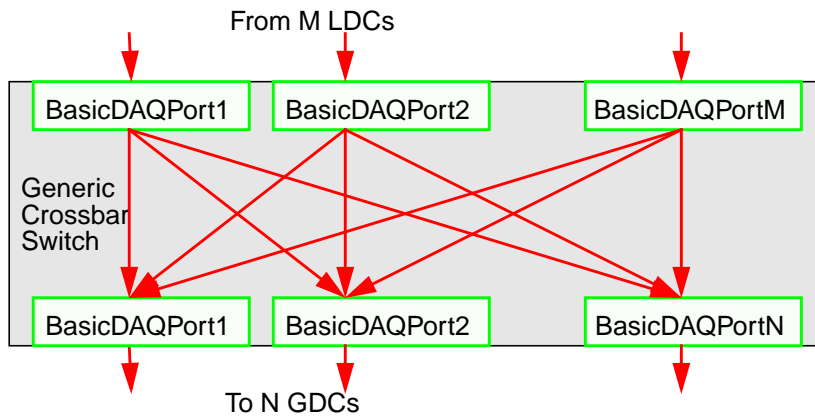 From M LDCs
BasicDAQPort1
BasicDAQPort2
BasicDAQPortM
Generic
Crossbar
Switch
BasicDAQPort1
BasicDAQPort2
BasicDAQPortN
To N GDCs